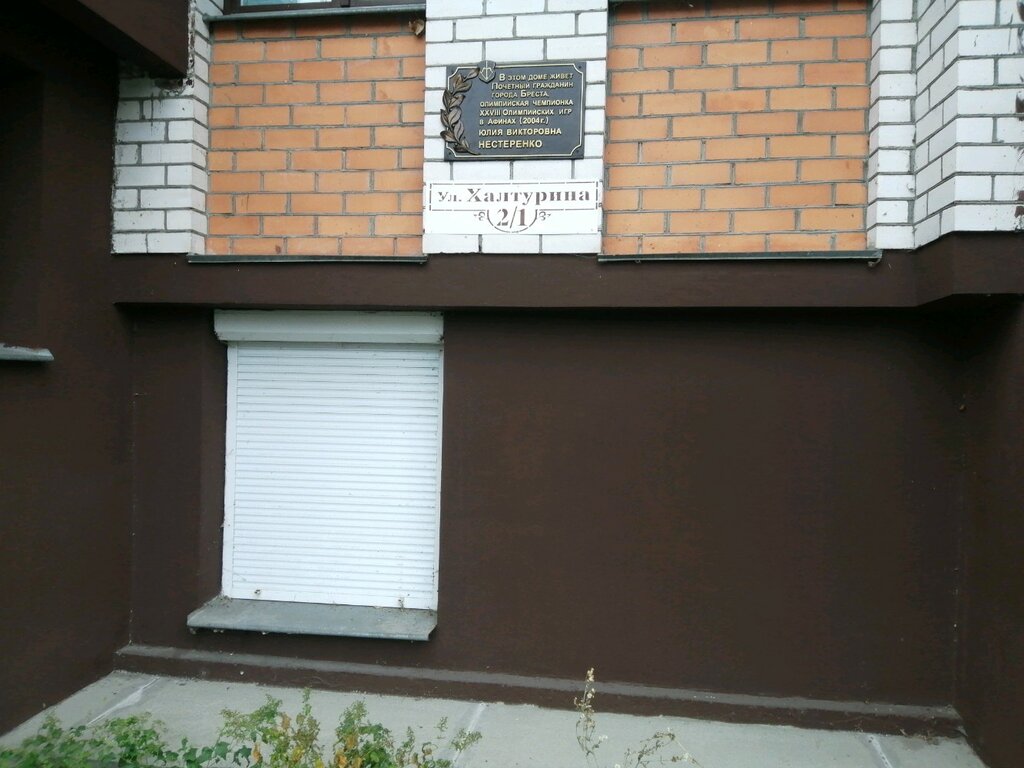 В этом доме живет
Почетный гражданин
города Бреста,
олимпийская чемпионка
XXVIII Олимпийских игр
в Афинах (2004 г.)
ЮЛИЯ ВИКТОРОВНА
НЕСТЕРЕНКО
ул. Халтурина
2/1